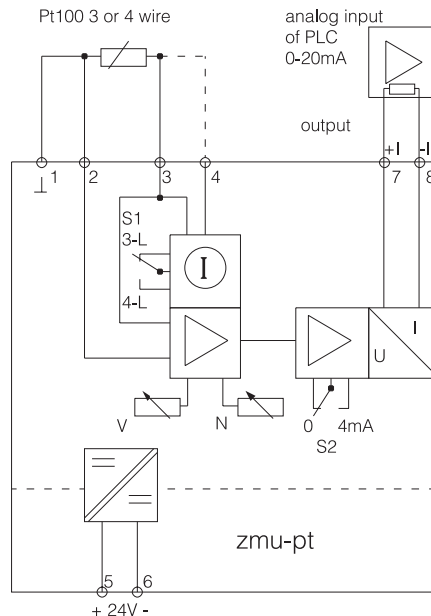 Pt100 3 or 4 wire
analog input
of PLC
0-20mA
output
+I
-I
1
2
3
4
7
8
⊥
S1
3-L
4-L
I
I
U
V
N
0
4mA
S2
zmu-pt
5
6
+ 24V -